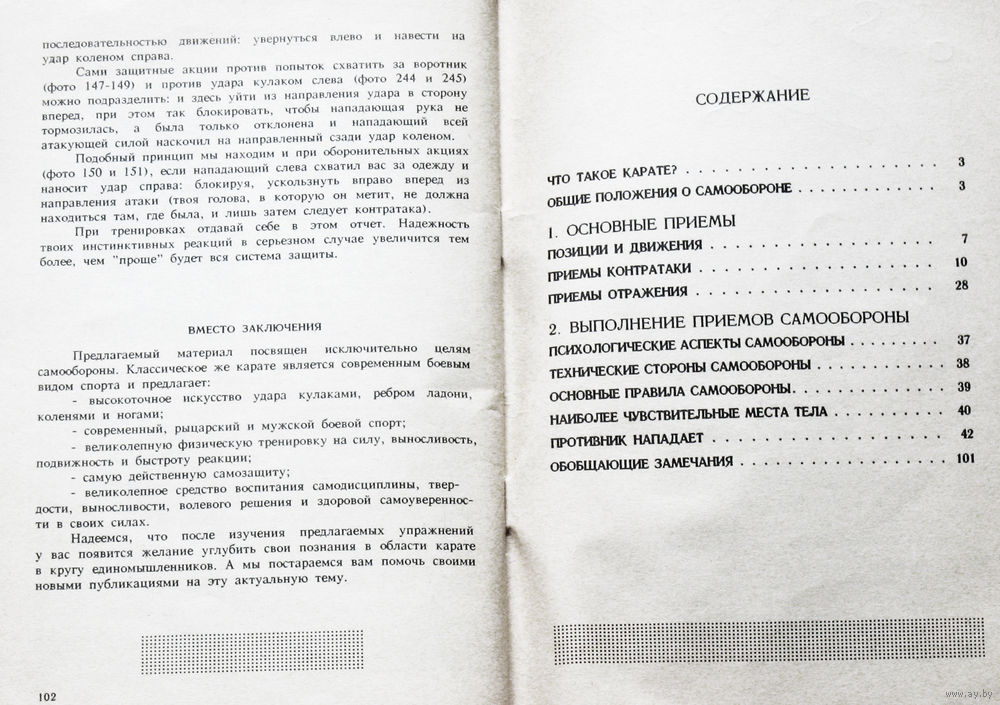 последовательностью движений: увернуться влево и навести на
удар коленом справа.
Сами защитные акции против попыток схватить за воротник
(фото 147-149) и против удара кулаком слева (фото 244 и 245)
можно подразделить: и здесь уйти из направления удара в сторону
вперед, при этом так блокировать, чтобы нападающая рука не
тормозилась, а была только отклонена и нападающий всей
атакующей силой наскочил на направленный сзади удар коленом.
Подобный принцип мы находим и при оборонительных акциях
(фото 150 и 151), если нападающий слева схватил вас за одежду и
наносит удар справа: блокируя, ускользнуть вправо вперед из
направления атаки (твоя голова, в которую он метит, не должна
находиться там, где была, и лишь затем следует контратака).
При тренировках отдавай себе в этом отчет. Надежность
твоих инстинктивных реакций в серьезном случае увеличится тем
более, чем "проще" будет вся система защиты.
ВМЕСТО ЗАКЛЮЧЕНИЯ
Предлагаемый материал посвящен исключительно целям
самообороны. Классическое же карате является современным боевым
видом спорта и предлагает:
- высокоточное искусство удара кулаками, ребром ладони,
коленями и ногами;
- современный, рыцарский и мужской боевой спорт;
- великолепную физическую тренировку на силу, выносливость,
подвижность и быстроту реакции;
- самую действенную самозащиту;
- великолепное средство воспитания самодисциплины, твер-
дости, выносливости, волевого решения и здоровой самоувереннос-
ти в своих силах.
Надеемся, что после изучения предлагаемых упражнений
у вас появится желание углубить свои познания в области карате
в кругу единомышленников. А мы постараемся вам помочь своими
новыми публикациями на эту актуальную тему.
102
СОДЕРЖАНИЕ
ЧТО ТАКОЕ КАРАТЕ? . . . . . . . . . . . . . . . . . . 3
ОБЩИЕ ПОЛОЖЕНИЯ О САМООБОРОНЕ . . . . . . . . . . . 3
1. ОСНОВНЫЕ ПРИЕМЫ
ПОЗИЦИИ И ДВИЖЕНИЯ . . . . . . . . . . . . . . . . . 7
ПРИЕМЫ КОНТРАТАКИ . . . . . . . . . . . . . . . . . 10
ПРИЕМЫ ОТРАЖЕНИЯ . . . . . . . . . . . . . . . . . 28
2. ВЫПОЛНЕНИЕ ПРИЕМОВ САМООБОРОНЫ
ПСИХОЛОГИЧЕСКИЕ АСПЕКТЫ САМООБОРОНЫ . . . . . . . . 37
ТЕХНИЧЕСКИЕ СТОРОНЫ САМООБОРОНЫ . . . . . . . . . . 38
ОСНОВНЫЕ ПРАВИЛА САМООБОРОНЫ. . . . . . . . . . . . 39
НАИБОЛЕЕ ЧУВСТВИТЕЛЬНЫЕ МЕСТА ТЕЛА . . . . . . . . . 40
ПРОТИВНИК НАПАДАЕТ . . . . . . . . . . . . . . . . . 42
ОБОБЩАЮЩИЕ ЗАМЕЧАНИЯ . . . . . . . . . . . . . . . 101
www.ay.by